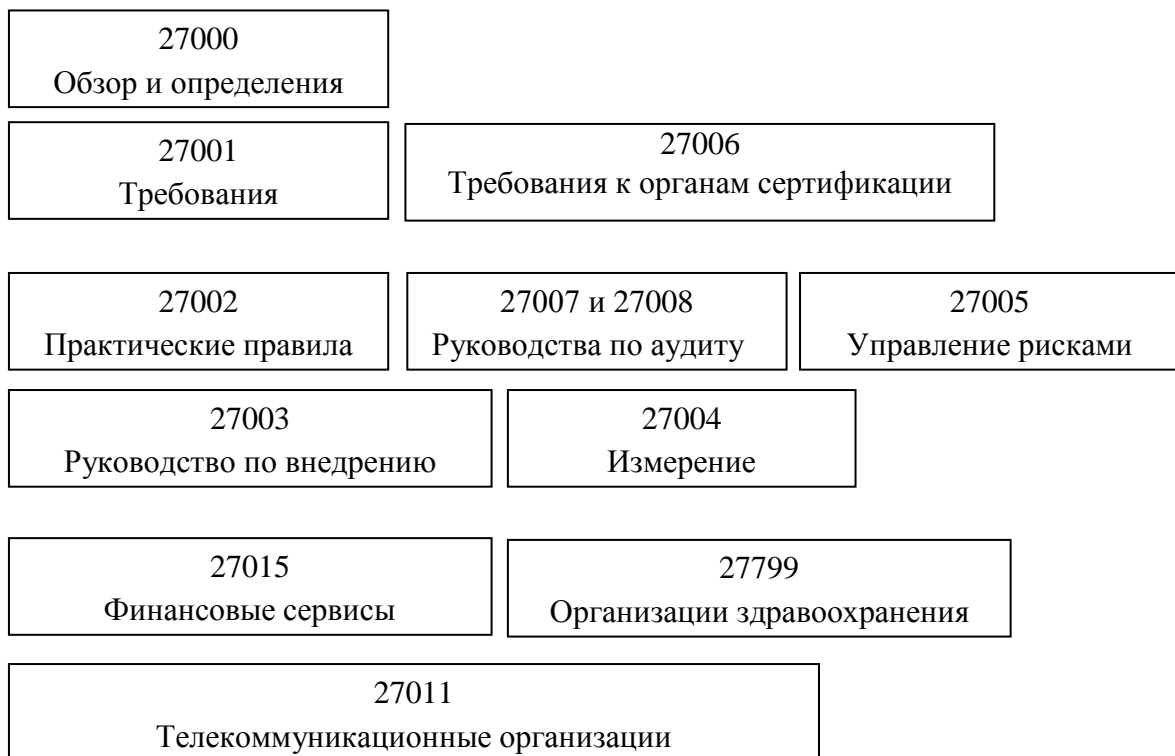 27000
Обзор и определения
27001
Требования
27006
Требования к органам сертификации
27002
Практические правила
27007 и 27008
Руководства по аудиту
27005
Управление рисками
27003
Руководство по внедрению
27004
Измерение
27015
Финансовые сервисы
27799
Организации здравоохранения
27011
Телекоммуникационные организации